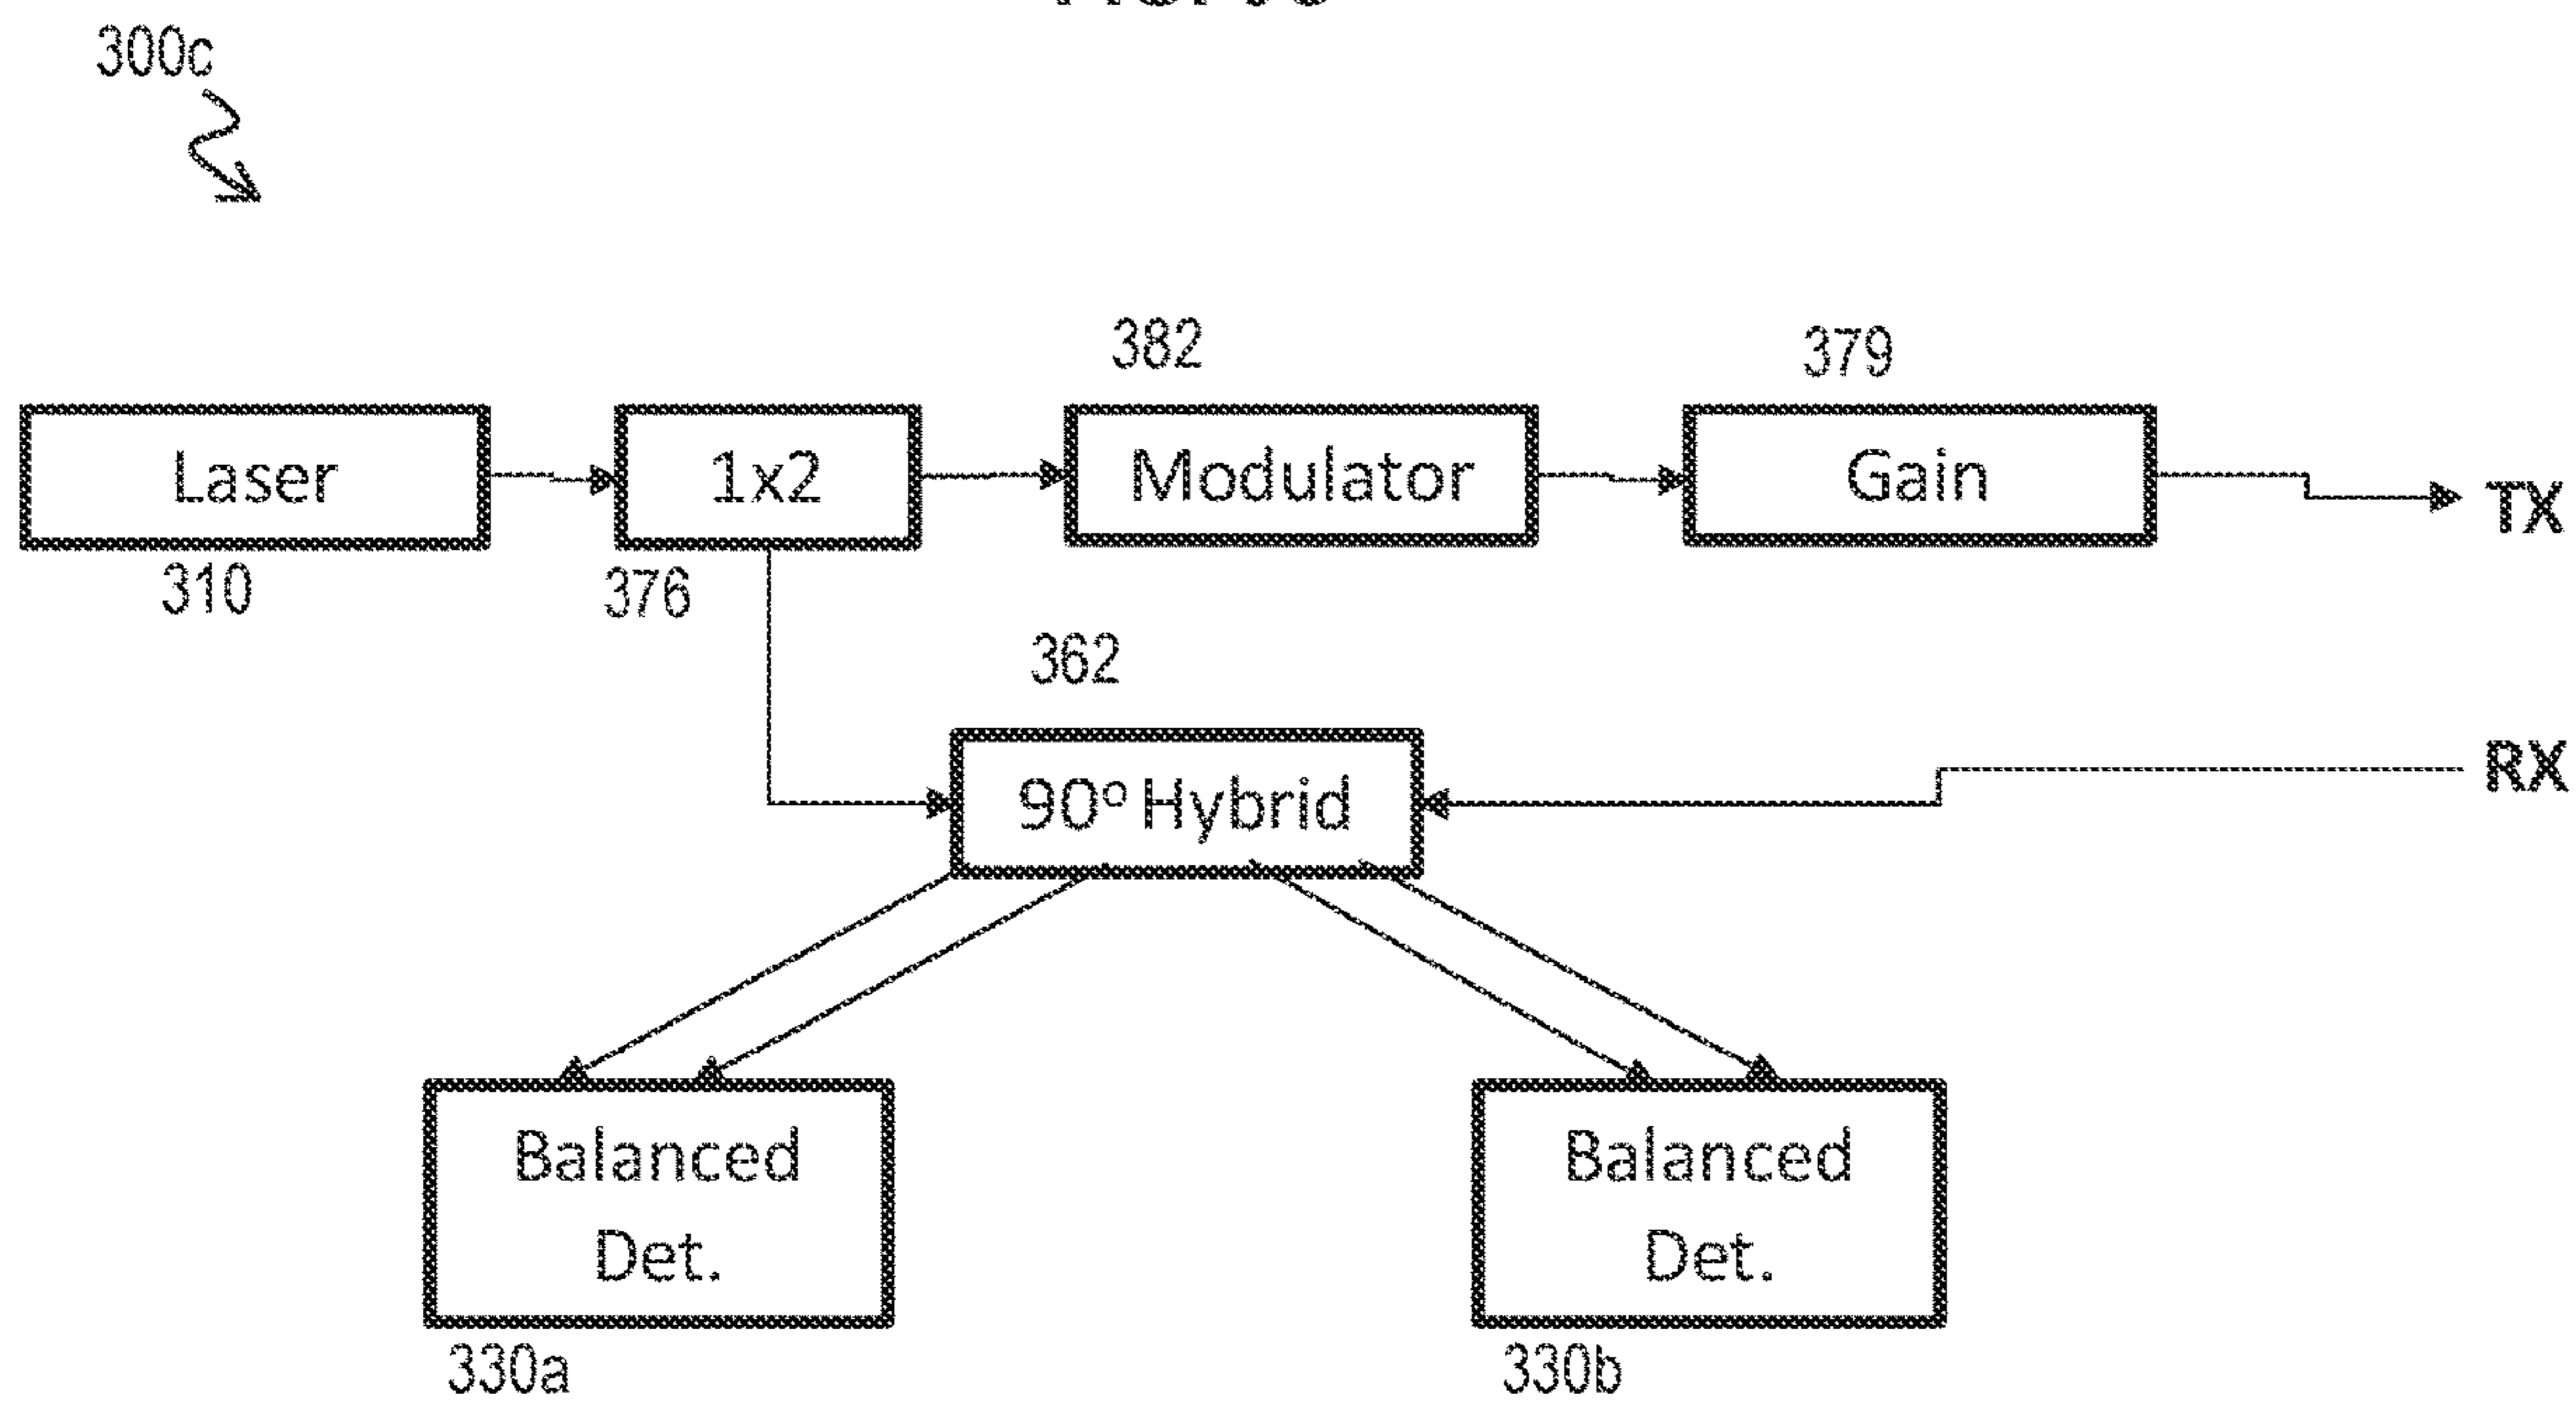 300c
382
379
Laser
1x2
Modulator
Gain
TX
310
376
362
RX
90º Hybrid
Balanced
Det.
Balanced
Det.
330a
330b